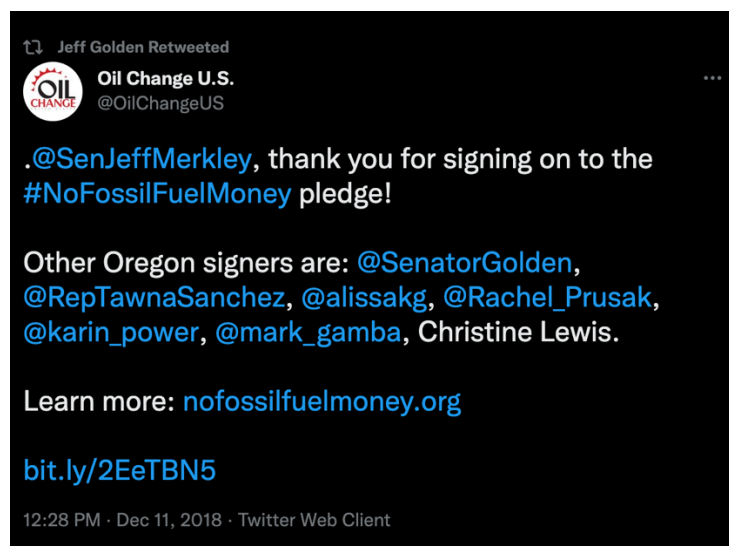 Jeff Golden Retweeted
OIL
CHANGE
Oil Change U.S.
@OilChangeUS
.@SenJeffMerkley, thank you for signing on to the
#NoFossilFuelMoney pledge!
Other Oregon signers are: @SenatorGolden,
@RepTawnaSanchez, @alissakg, @Rachel_Prusak,
@karin_power, @mark_gamba, Christine Lewis.
Learn more: nofossilfuelmoney.org
bit.ly/2EeTBN5
12:28 PM · Dec 11, 2018 · Twitter Web Client